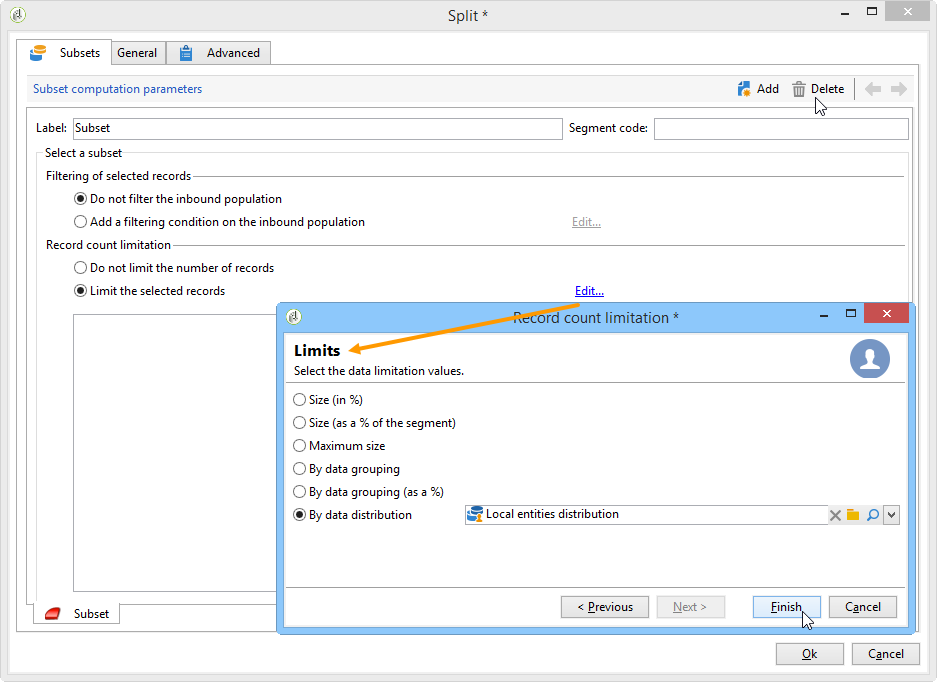 Split *
Subsets General Advanced
Subset computation parameters Add Delete
Label: Subset Segment code:
Select a subset
Filtering of selected records
Do not filter the inbound population
Add a filtering condition on the inbound population Edit...
Record count limitation
Do not limit the number of records
Limit the selected records Edit...
Record count limitation *
Limits
Select the data limitation values.
Size (in %)
Size (as a % of the segment)
Maximum size
By data grouping
By data grouping (as a %)
By data distribution Local entities distribution
< Previous Next > Finish Cancel
Subset
Ok Cancel